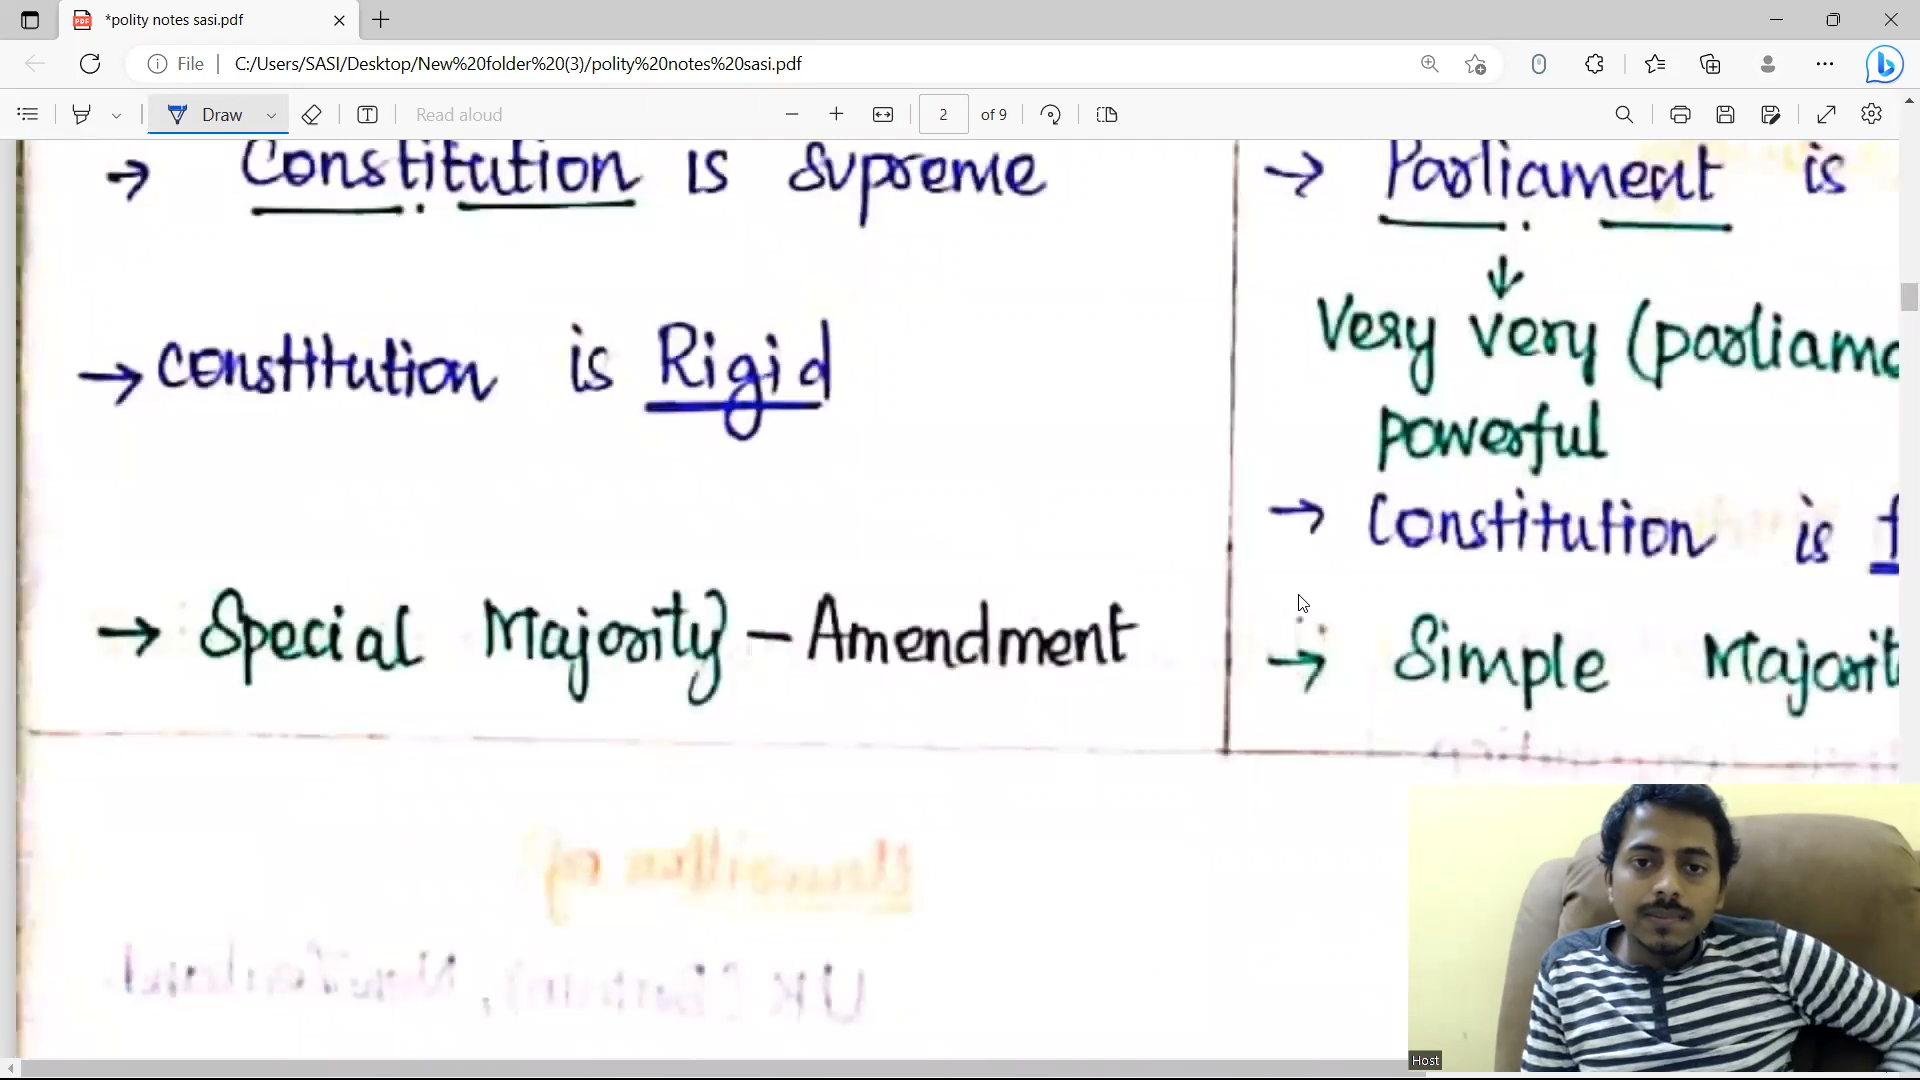 *polity notes sasi.pdf
File
C:/Users/SASI/Desktop/New%20folder%20(3)/polity%20notes%20sasi.pdf
Draw
Read aloud
2
of 9
→ Constitution is supreme
→ constitution is Rigid
→ Special Majority - Amendment
→ Parliament is
↓
Very very (parliame
powerful
→ Constitution is f
→ Simple Majorit
Host